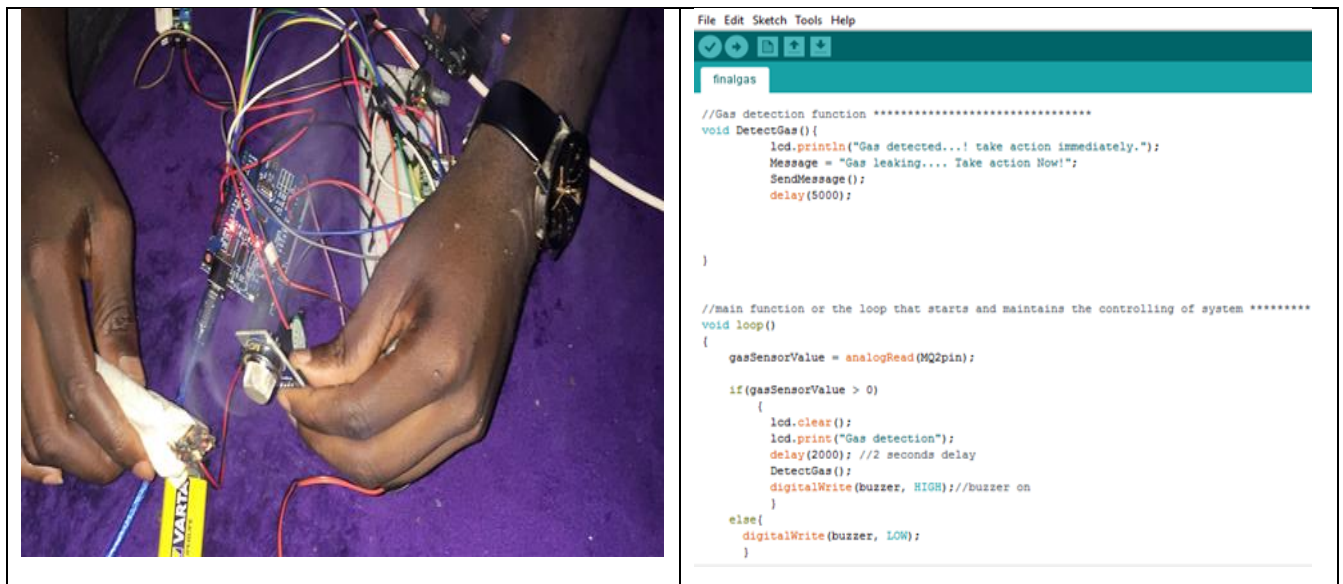 VARTA
File Edit Sketch Tools Help
finalgas
//Gas detection function ********************************
void DetectGas(){
lcd.println("Gas detected...! take action immediately.");
Message = "Gas leaking.... Take action Now!";
SendMessage();
delay(5000);
}
//main function or the loop that starts and maintains the controlling of system *********
void loop()
{
gasSensorValue = analogRead(MQ2pin);
if(gasSensorValue > 0)
{
lcd.clear();
lcd.print("Gas detection");
delay(2000); //2 seconds delay
DetectGas();
digitalWrite(buzzer, HIGH);//buzzer on
}
else{
digitalWrite(buzzer, LOW);
}